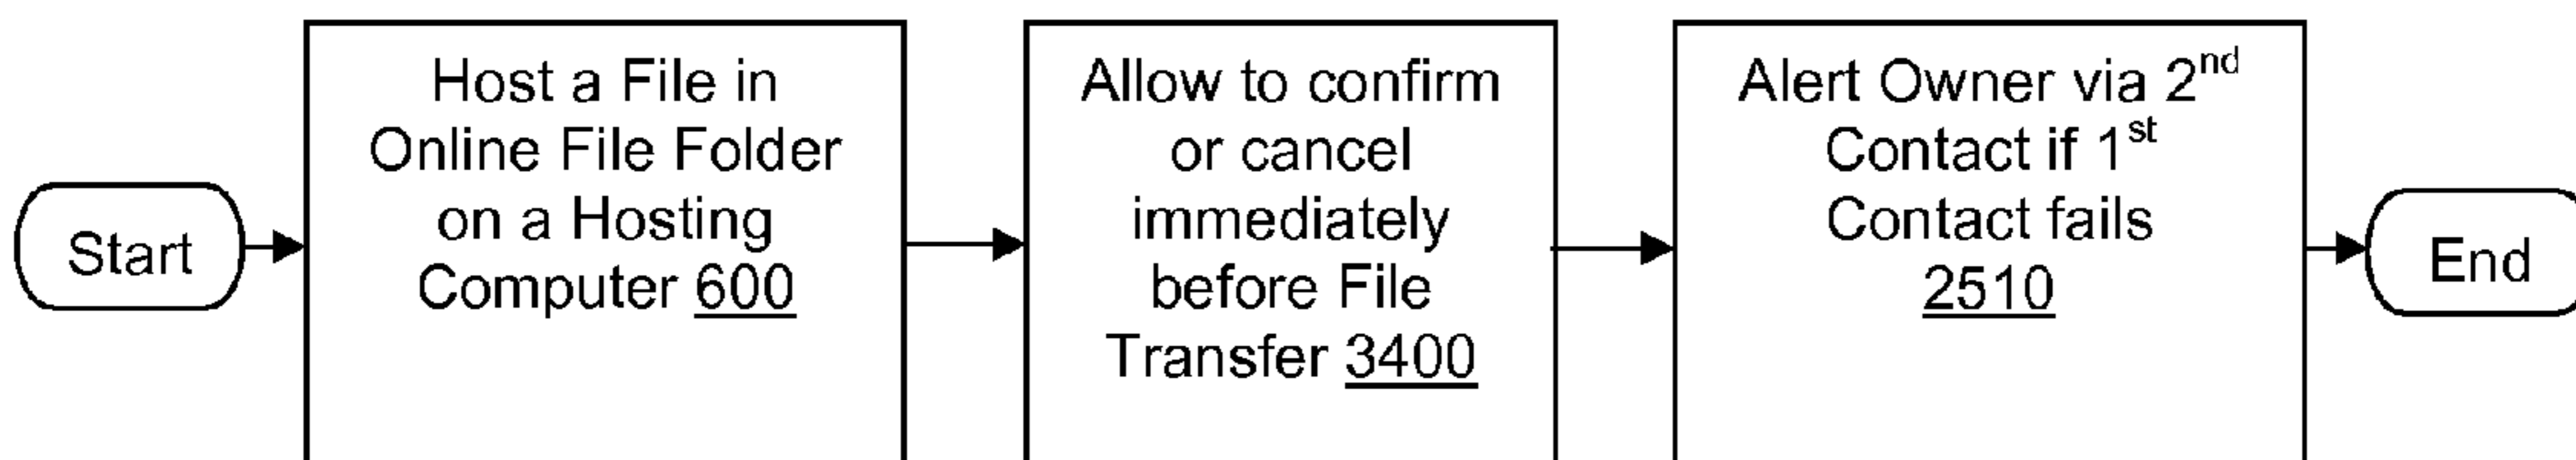 Start
Host a File in
Online File Folder
on a Hosting
Computer 600
Allow to confirm
or cancel
immediately
before File
Transfer 3400
Alert Owner via 2nd
Contact if 1st
Contact fails
2510
End